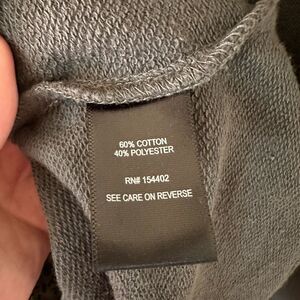 60% COTTON
40% POLYESTER
RN# 154402
SEE CARE ON REVERSE